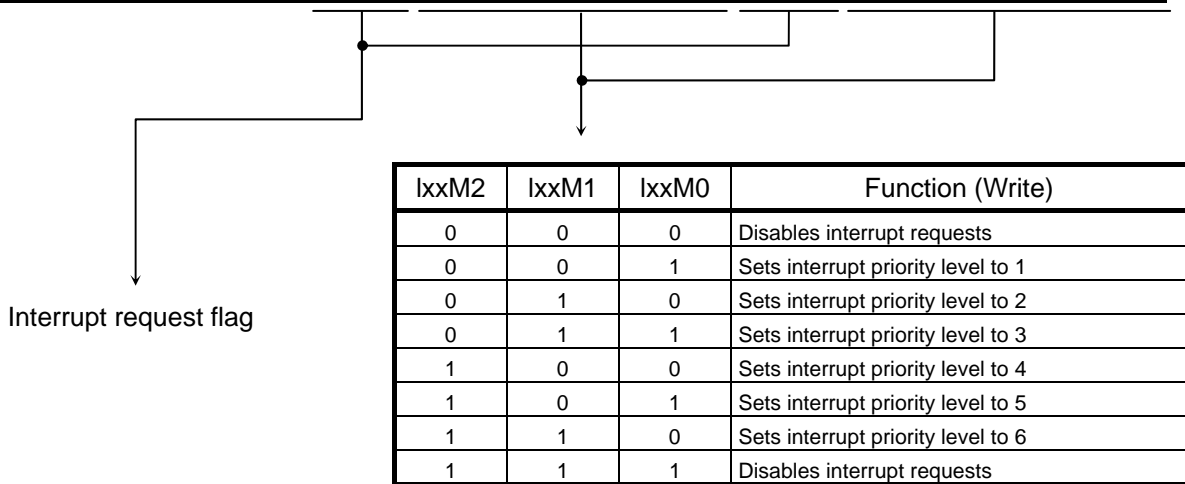 Interrupt request flag
IxxM2 IxxM1 IxxM0 Function (Write)
0 0 0 Disables interrupt requests
0 0 1 Sets interrupt priority level to 1
0 1 0 Sets interrupt priority level to 2
0 1 1 Sets interrupt priority level to 3
1 0 0 Sets interrupt priority level to 4
1 0 1 Sets interrupt priority level to 5
1 1 0 Sets interrupt priority level to 6
1 1 1 Disables interrupt requests